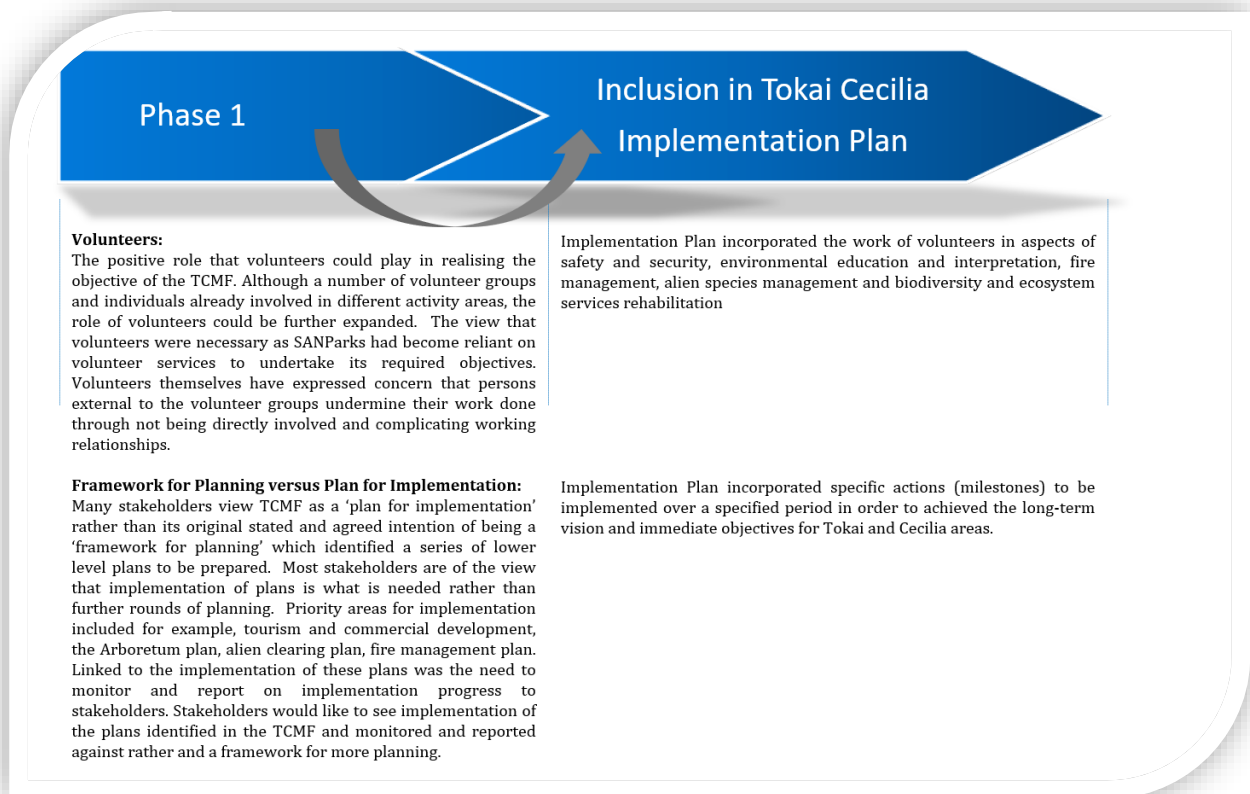 Phase 1
Inclusion in Tokai Cecilia
Implementation Plan
Volunteers:
The positive role that volunteers could play in realising the
objective of the TCMF. Although a number of volunteer groups
and individuals already involved in different activity areas, the
role of volunteers could be further expanded. The view that
volunteers were necessary as SANParks had become reliant on
volunteer services to undertake its required objectives.
Volunteers themselves have expressed concern that persons
external to the volunteer groups undermine their work done
through not being directly involved and complicating working
relationships.
Implementation Plan incorporated the work of volunteers in aspects of
safety and security, environmental education and interpretation, fire
management, alien species management and biodiversity and ecosystem
services rehabilitation
Framework for Planning versus Plan for Implementation:
Many stakeholders view TCMF as a ‘plan for implementation’
rather than its original stated and agreed intention of being a
‘framework for planning’ which identified a series of lower
level plans to be prepared. Most stakeholders are of the view
that implementation of plans is what is needed rather than
further rounds of planning. Priority areas for implementation
included for example, tourism and commercial development,
the Arboretum plan, alien clearing plan, fire management plan.
Linked to the implementation of these plans was the need to
monitor and report on implementation progress to
stakeholders. Stakeholders would like to see implementation of
the plans identified in the TCMF and monitored and reported
against rather and a framework for more planning.
Implementation Plan incorporated specific actions (milestones) to be
implemented over a specified period in order to achieved the long-term
vision and immediate objectives for Tokai and Cecilia areas.